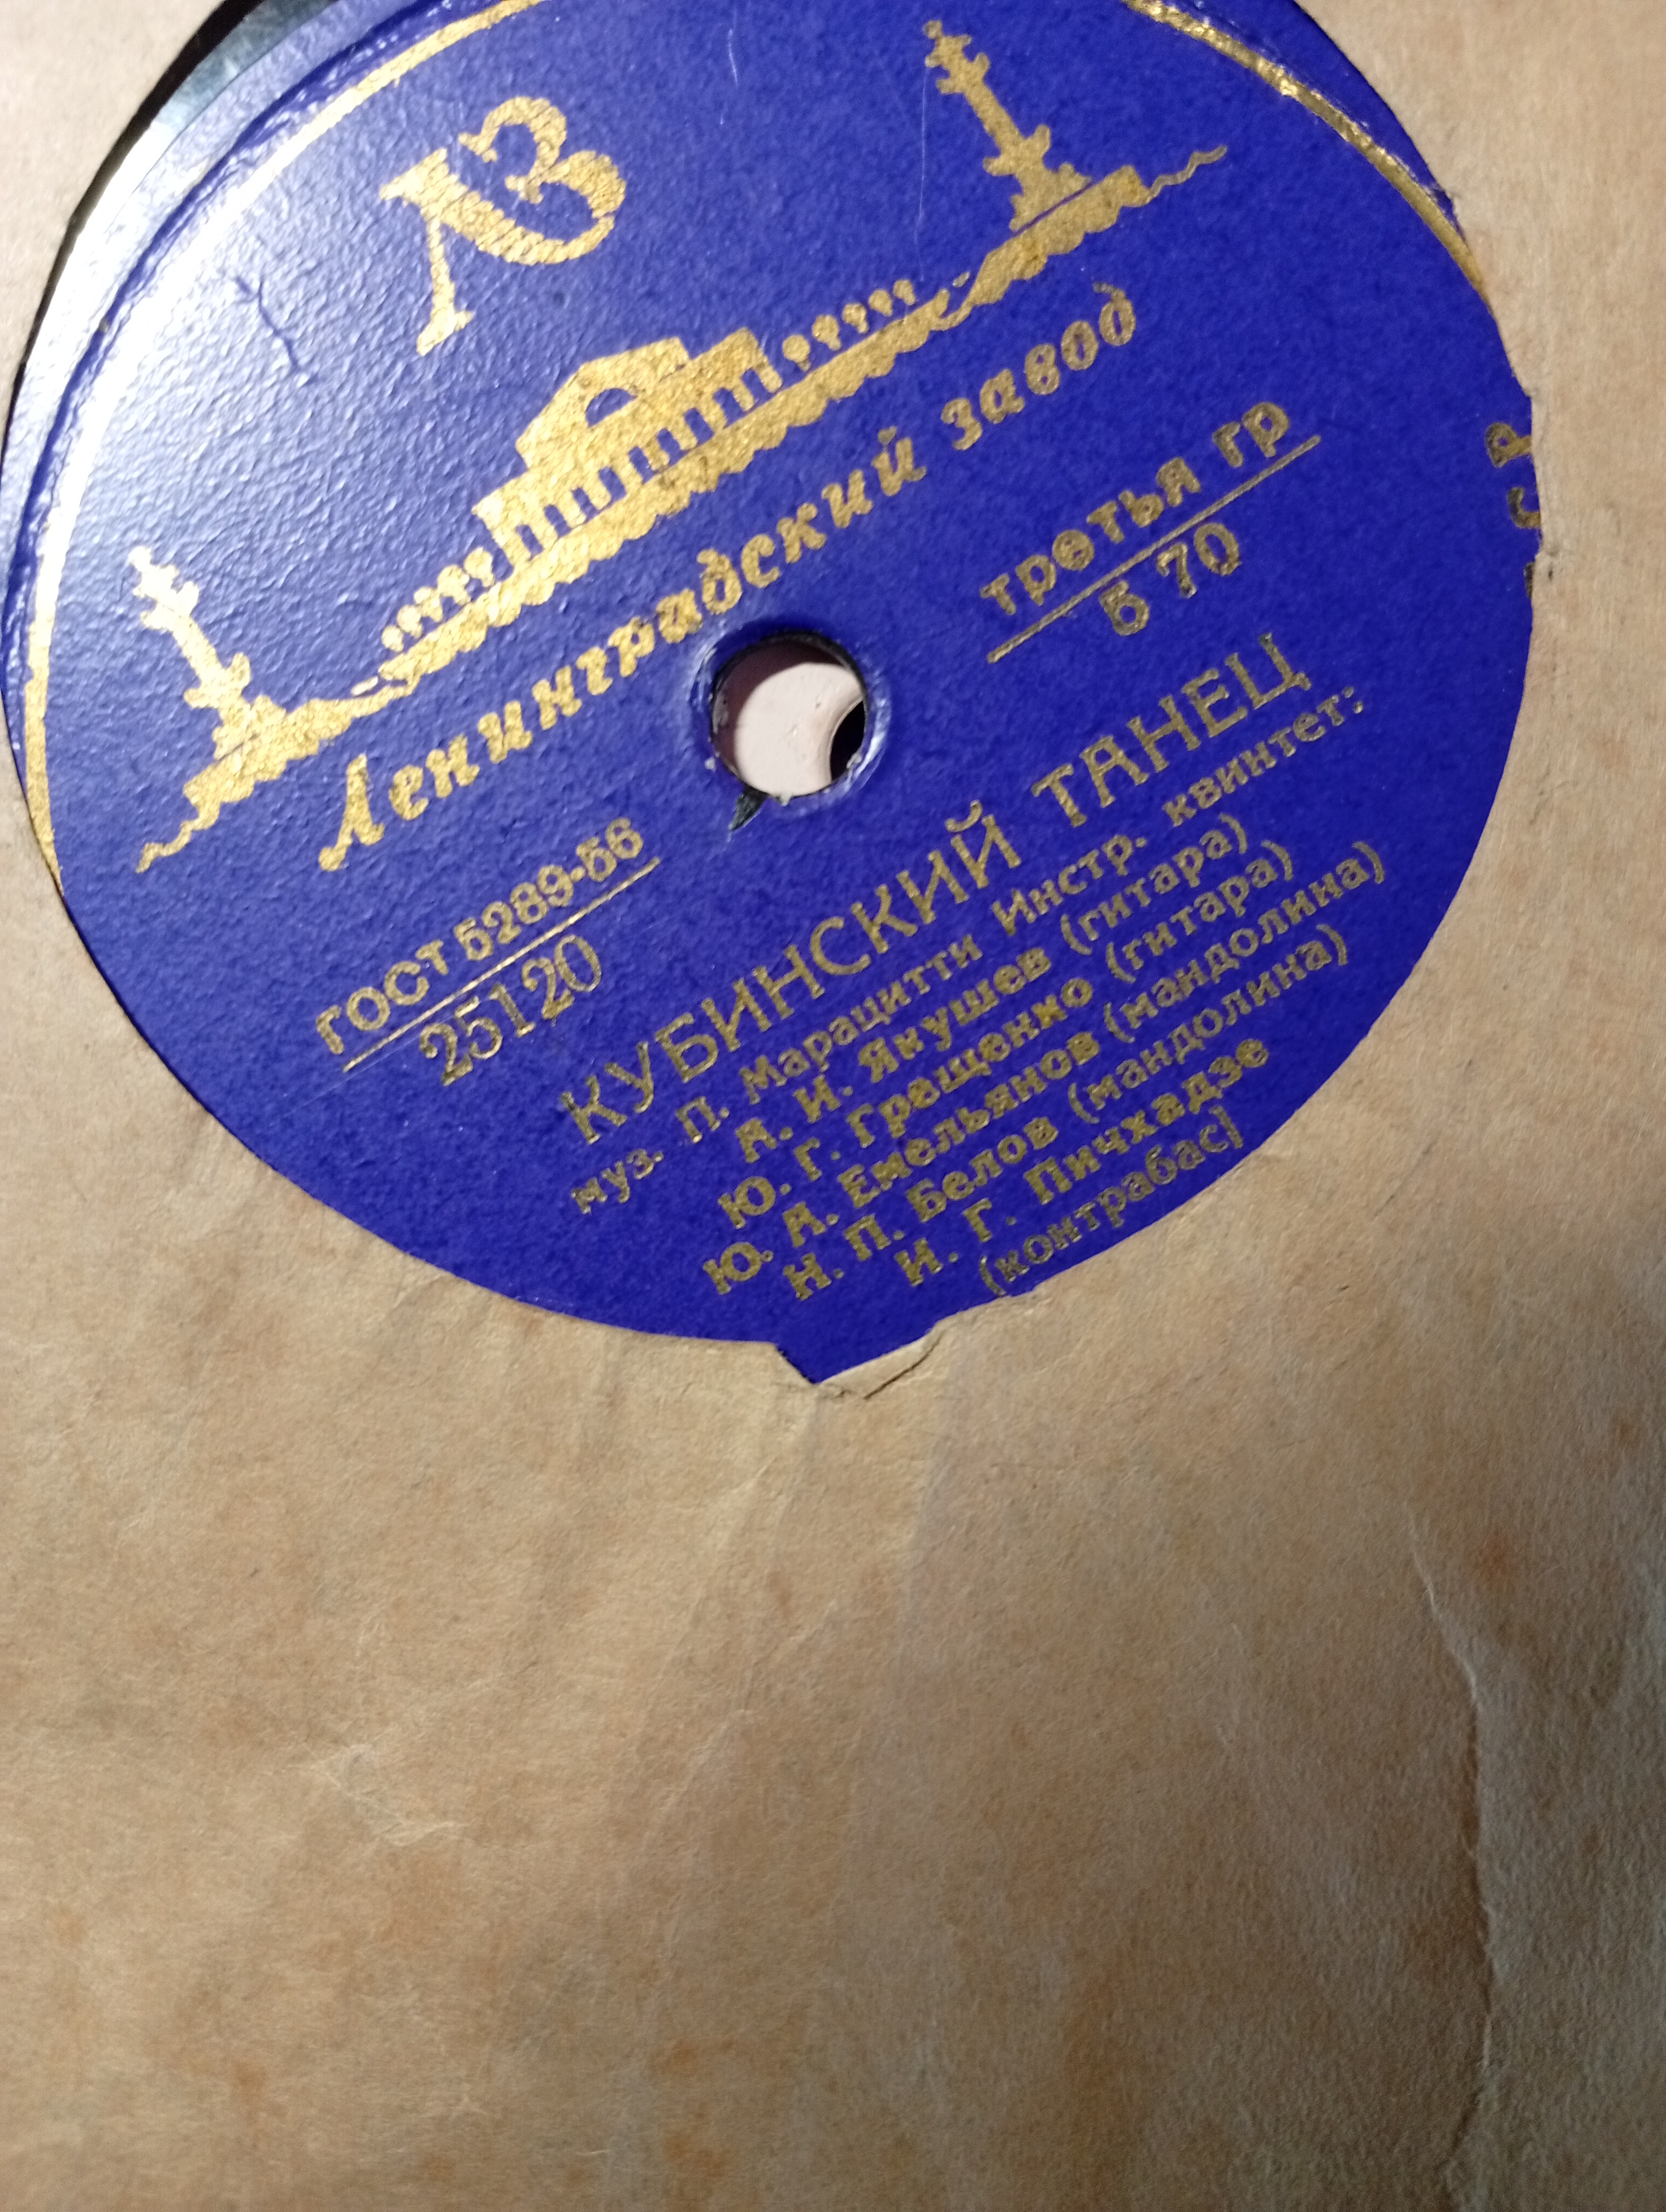 ЛЗ
Ленинградский завод
третья гр
Б 70
ГОСТ 5289-56
25120
КУБИНСКИЙ ТАНЕЦ
муз. П. Марацитти Инстр. квинтет:
А. И. Якушев (гитара)
Ю. Г. Грещенко (гитара)
Ю. А. Емельянов (мандолина)
Н. П. Белов (мандолина)
И. Г. Пичхадзе
(контрабас)